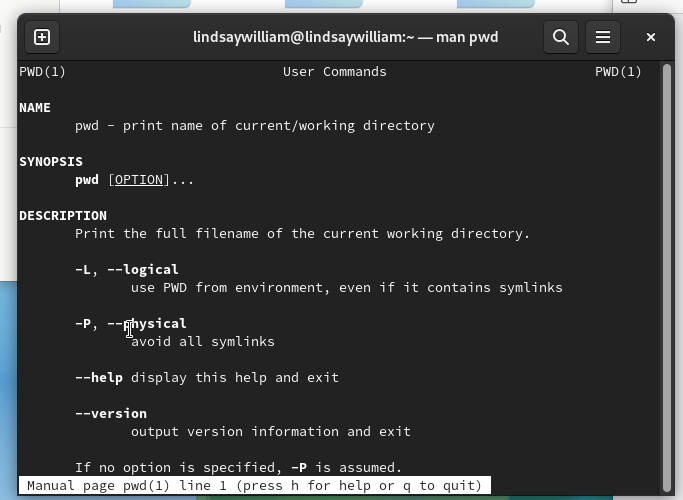 lindsaywilliam@lindsaywilliam:~ — man pwd
PWD(1) User Commands PWD(1)
NAME
pwd - print name of current/working directory
SYNOPSIS
pwd [OPTION]...
DESCRIPTION
Print the full filename of the current working directory.
-L, --logical
use PWD from environment, even if it contains symlinks
-P, --physical
avoid all symlinks
--help display this help and exit
--version
output version information and exit
If no option is specified, -P is assumed.
Manual page pwd(1) line 1 (press h for help or q to quit)